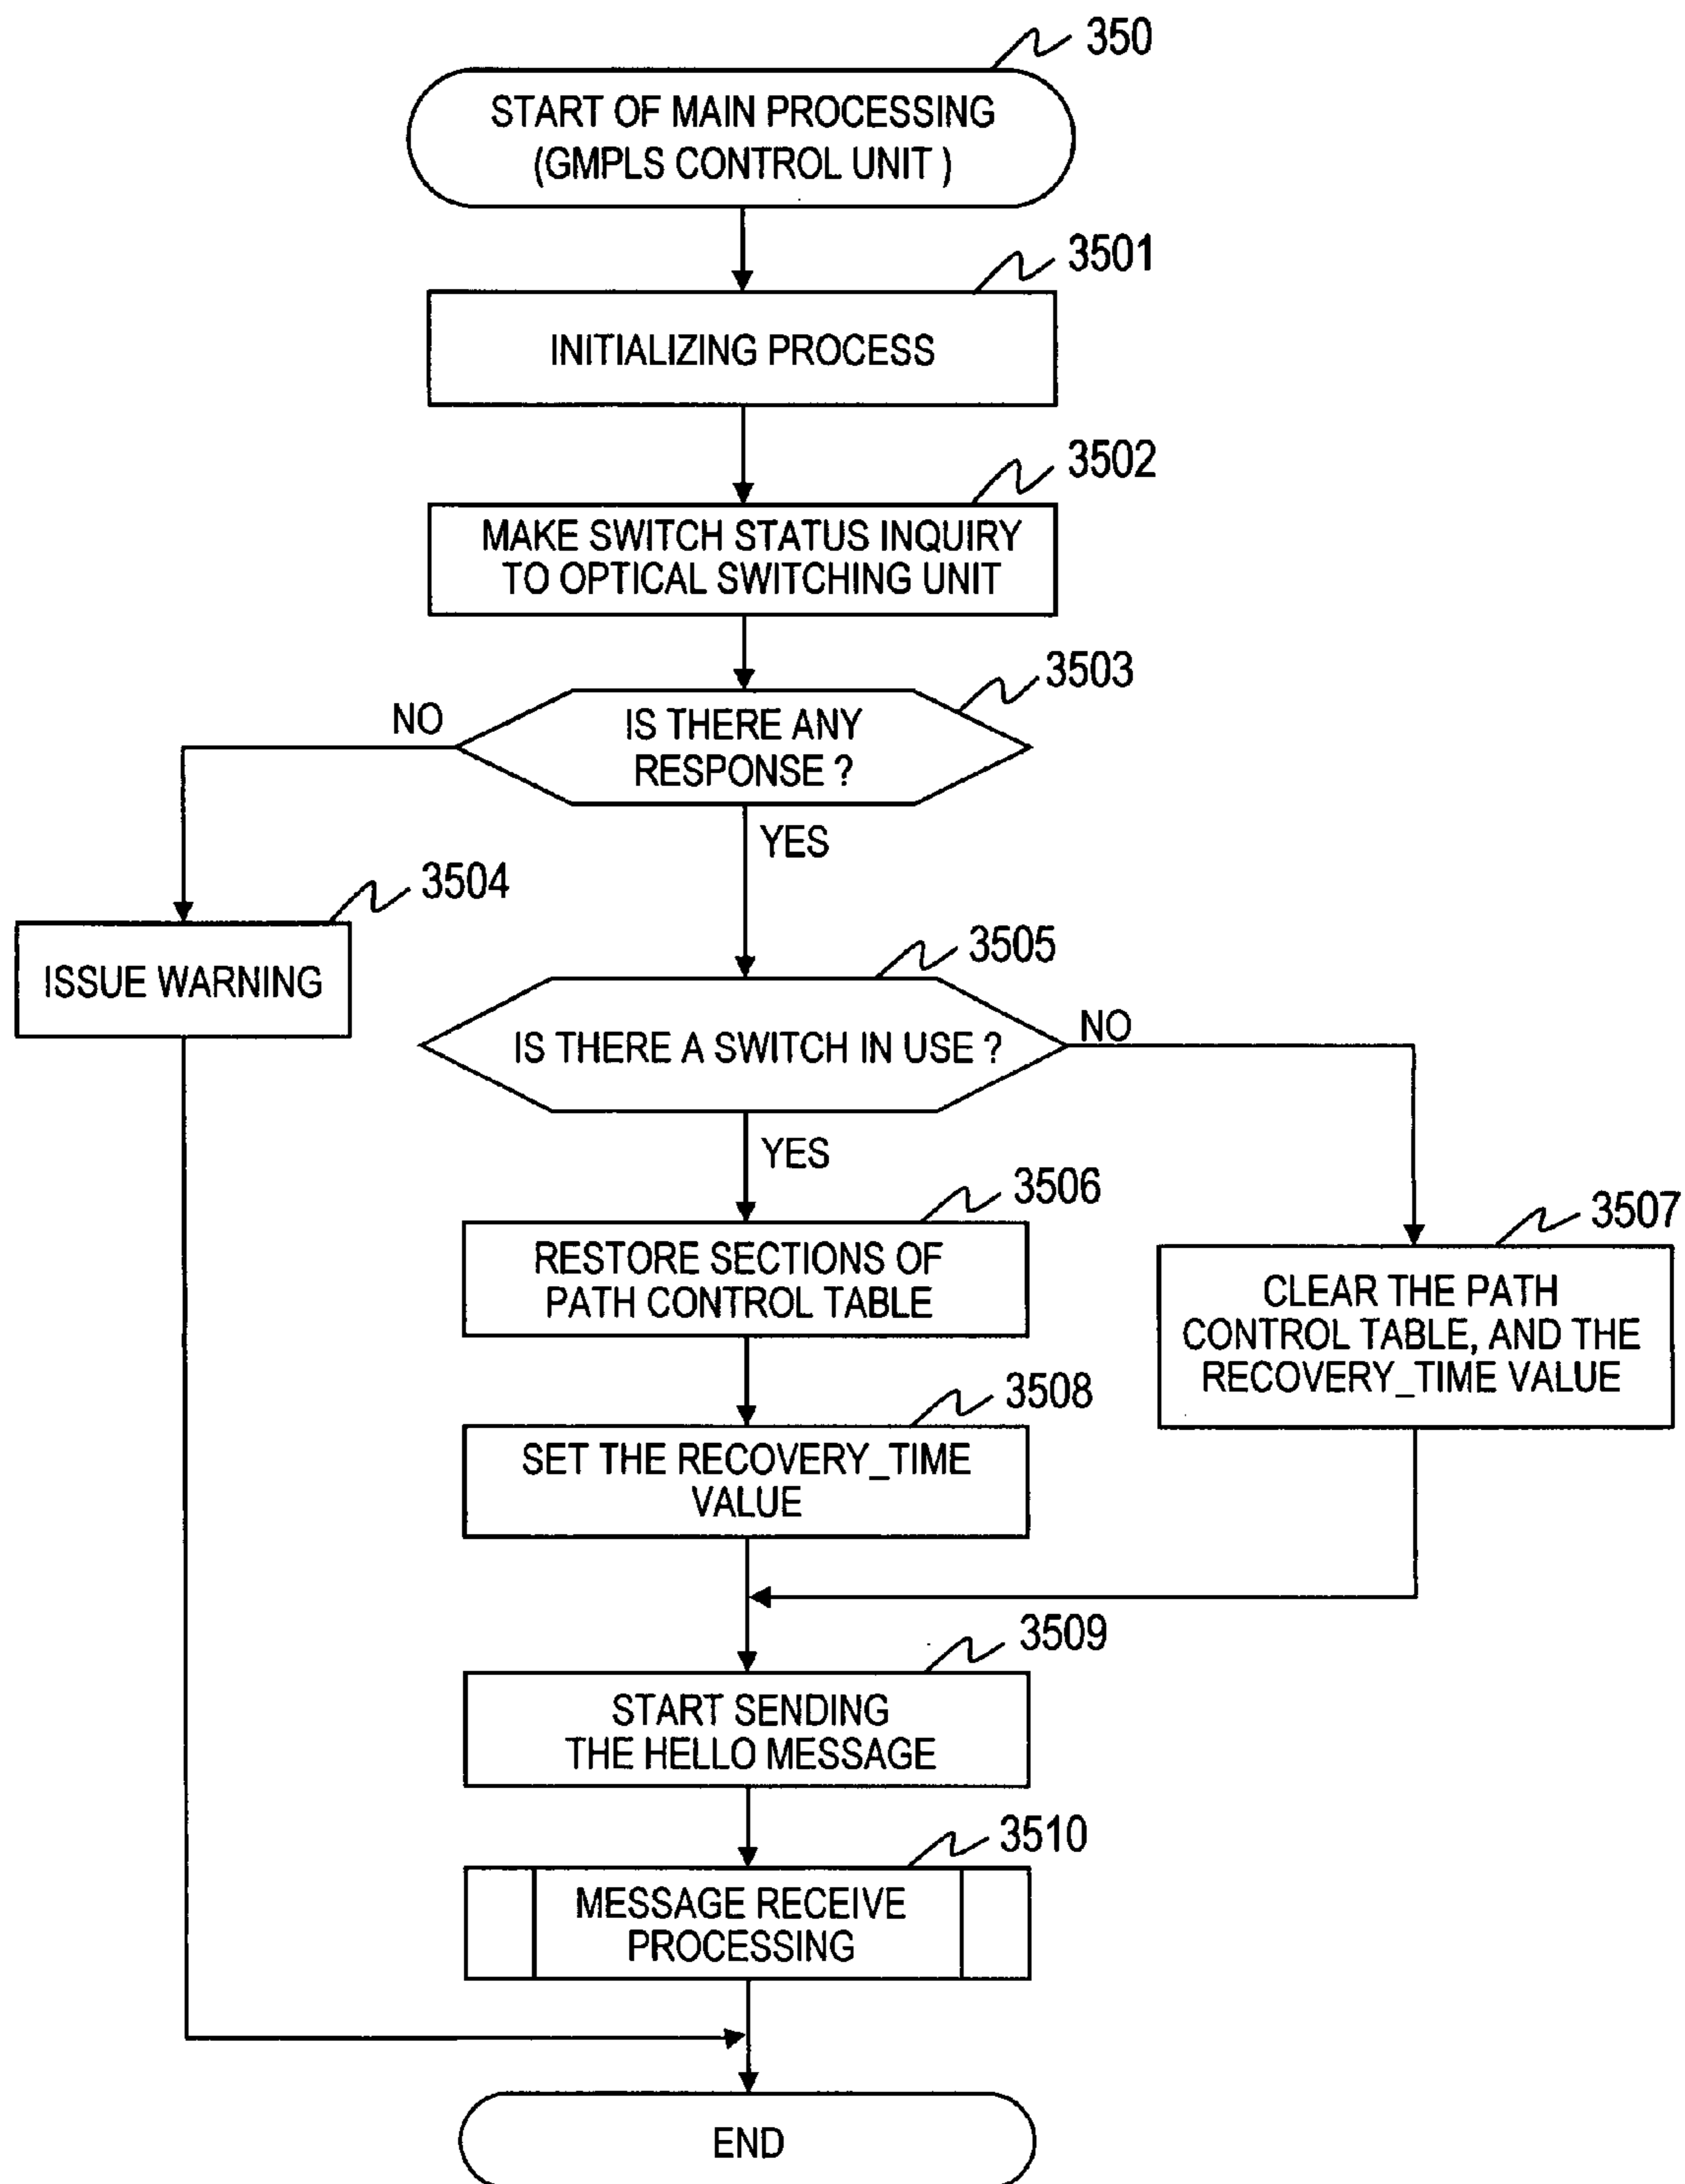 350
START OF MAIN PROCESSING
(GMPLS CONTROL UNIT )
3501
INITIALIZING PROCESS
3502
MAKE SWITCH STATUS INQUIRY
TO OPTICAL SWITCHING UNIT
3503
NO
IS THERE ANY
RESPONSE ?
YES
3504
ISSUE WARNING
3505
IS THERE A SWITCH IN USE ?
NO
YES
3506
RESTORE SECTIONS OF
PATH CONTROL TABLE
3507
CLEAR THE PATH
CONTROL TABLE, AND THE
RECOVERY_TIME VALUE
3508
SET THE RECOVERY_TIME
VALUE
3509
START SENDING
THE HELLO MESSAGE
3510
MESSAGE RECEIVE
PROCESSING
END